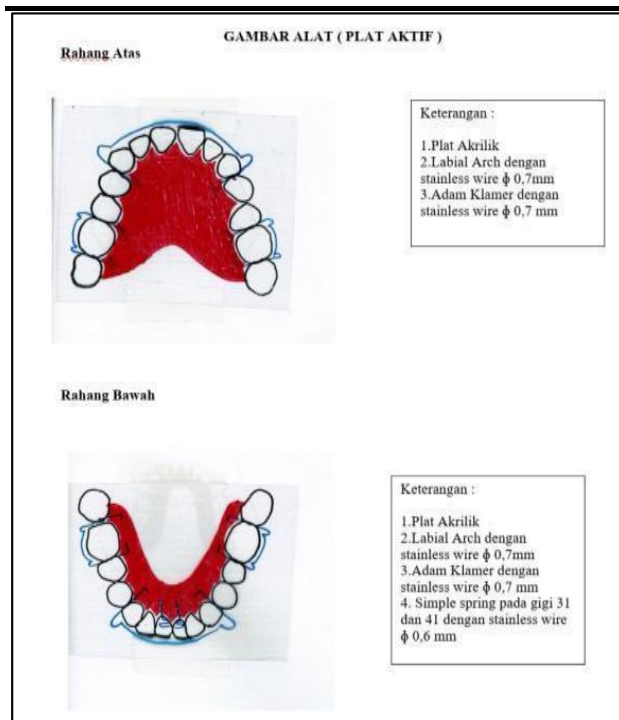 GAMBAR ALAT ( PLAT AKTIF )
Rahang Atas
Keterangan :
1.Plat Akrilik
2.Labial Arch dengan
stainless wire ϕ 0,7mm
3.Adam Klamer dengan
stainless wire ϕ 0,7 mm
Rahang Bawah
Keterangan :
1.Plat Akrilik
2.Labial Arch dengan
stainless wire ϕ 0,7mm
3.Adam Klamer dengan
stainless wire ϕ 0,7 mm
4. Simple spring pada gigi 31
dan 41 dengan stainless wire
ϕ 0,6 mm